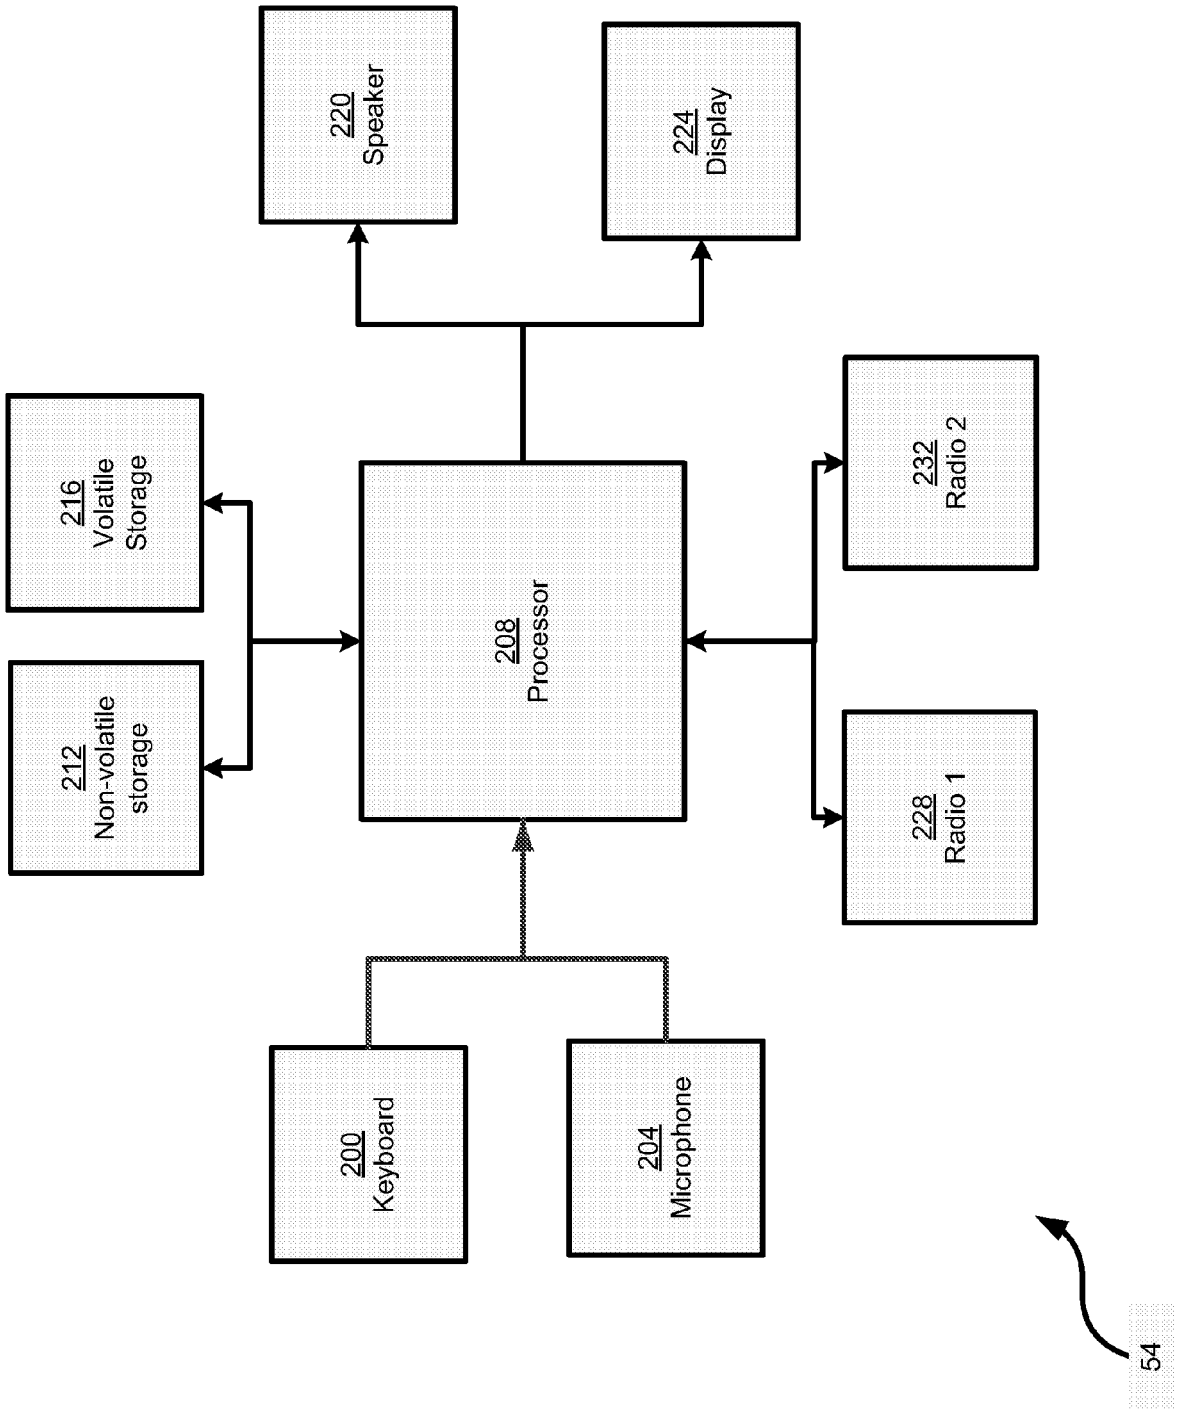 212
Non-volatile
storage
216
Volatile
Storage
200
Keyboard
220
Speaker
208
Processor
204
Microphone
224
Display
228
Radio 1
232
Radio 2
54